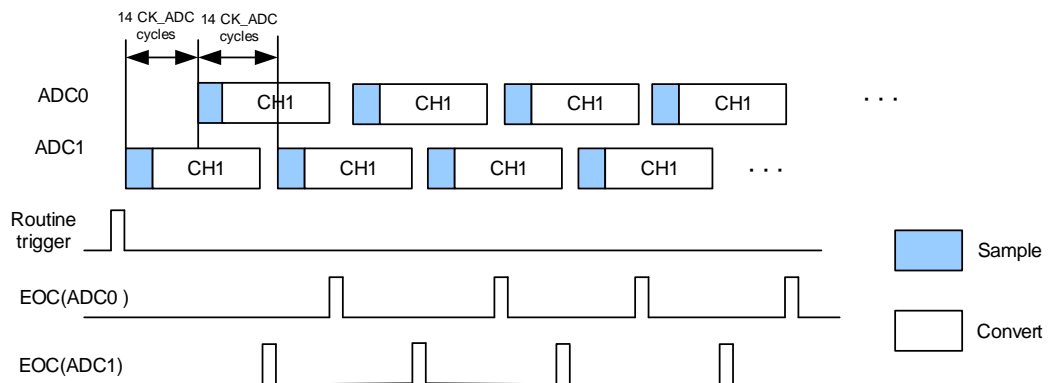 14 CK_ADC
cycles
14 CK_ADC
cycles
ADC0
CH1
CH1
CH1
CH1
. . .
ADC1
CH1
CH1
CH1
CH1
. . .
Routine
trigger
Sample
EOC(ADC0 )
Convert
EOC(ADC1)